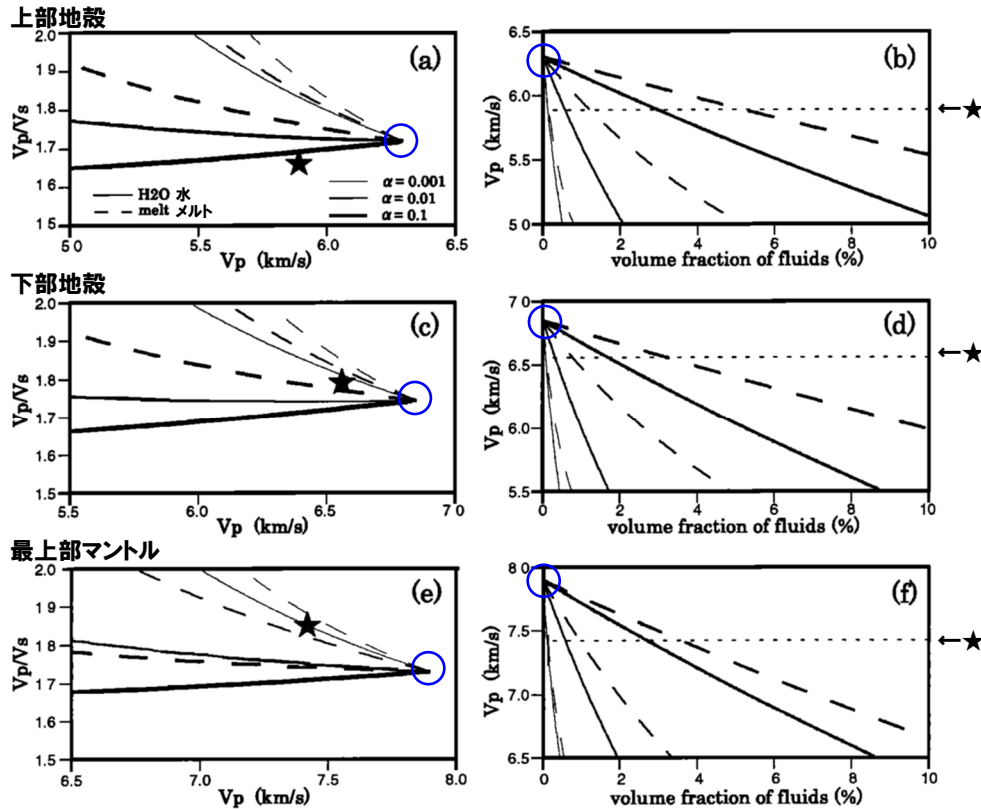 上部地殻
2.0
1.9
1.8
1.7
1.6
1.5
Vp/Vs
(a)
H2O 水
melt メルト
α = 0.001
α = 0.01
α = 0.1
5.0 5.5 6.0 6.5
Vp (km/s)
6.5
6.0
5.5
5.0
Vp (km/s)
(b)
←★
0 2 4 6 8 10
volume fraction of fluids (%)
下部地殻
2.0
1.9
1.8
1.7
1.6
1.5
Vp/Vs
(c)
5.5 6.0 6.5 7.0
Vp (km/s)
7.0
6.5
6.0
5.5
Vp (km/s)
(d)
←★
0 2 4 6 8 10
volume fraction of fluids (%)
最上部マントル
2.0
1.9
1.8
1.7
1.6
1.5
Vp/Vs
(e)
6.5 7.0 7.5 8.0
Vp (km/s)
8.0
7.5
7.0
6.5
Vp (km/s)
(f)
←★
0 2 4 6 8 10
volume fraction of fluids (%)